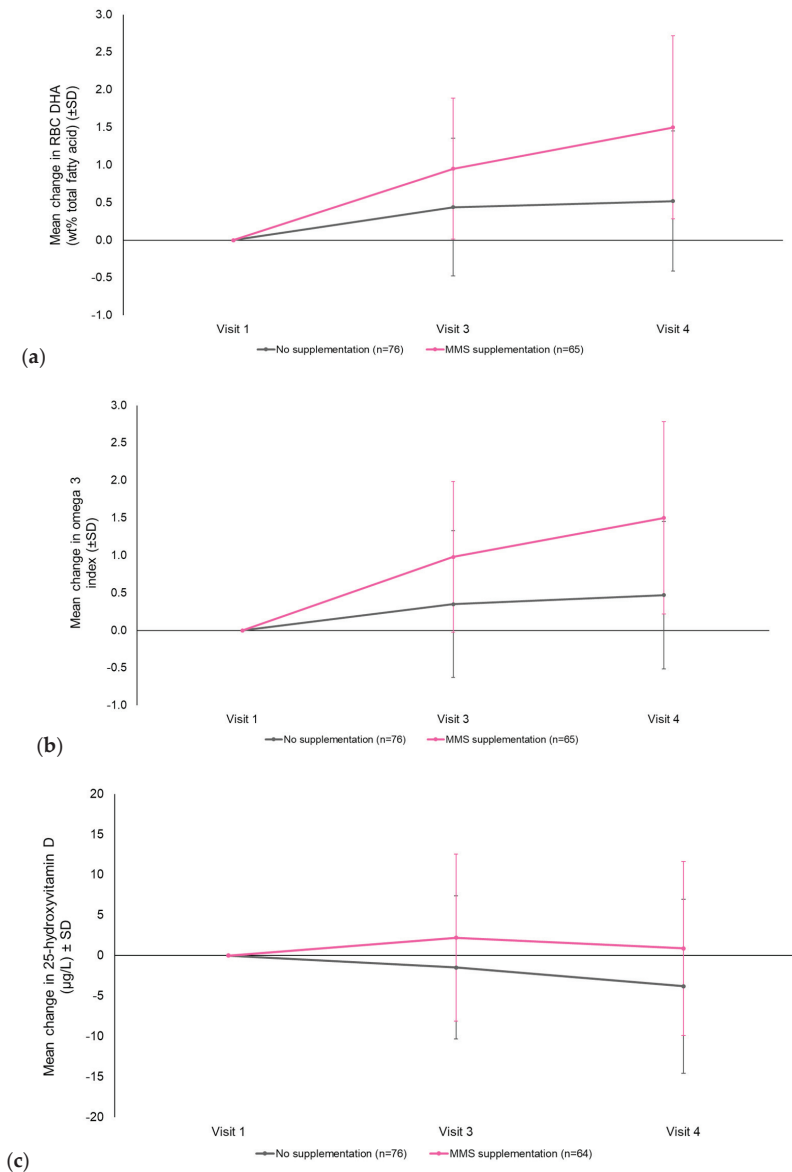 Mean change in RBC DHA
(wt% total fatty acid) (±SD)
3.0
2.5
2.0
1.5
1.0
0.5
0.0
-0.5
-1.0
Visit 1 Visit 3 Visit 4
(a)
No supplementation (n=76) MMS supplementation (n=65)
Mean change in omega 3
index (±SD)
3.0
2.5
2.0
1.5
1.0
0.5
0.0
-0.5
-1.0
Visit 1 Visit 3 Visit 4
(b)
No supplementation (n=76) MMS supplementation (n=65)
Mean change in 25-hydroxyvitamin D
(µg/L) ± SD
20
15
10
5
0
-5
-10
-15
-20
Visit 1 Visit 3 Visit 4
(c)
No supplementation (n=76) MMS supplementation (n=64)